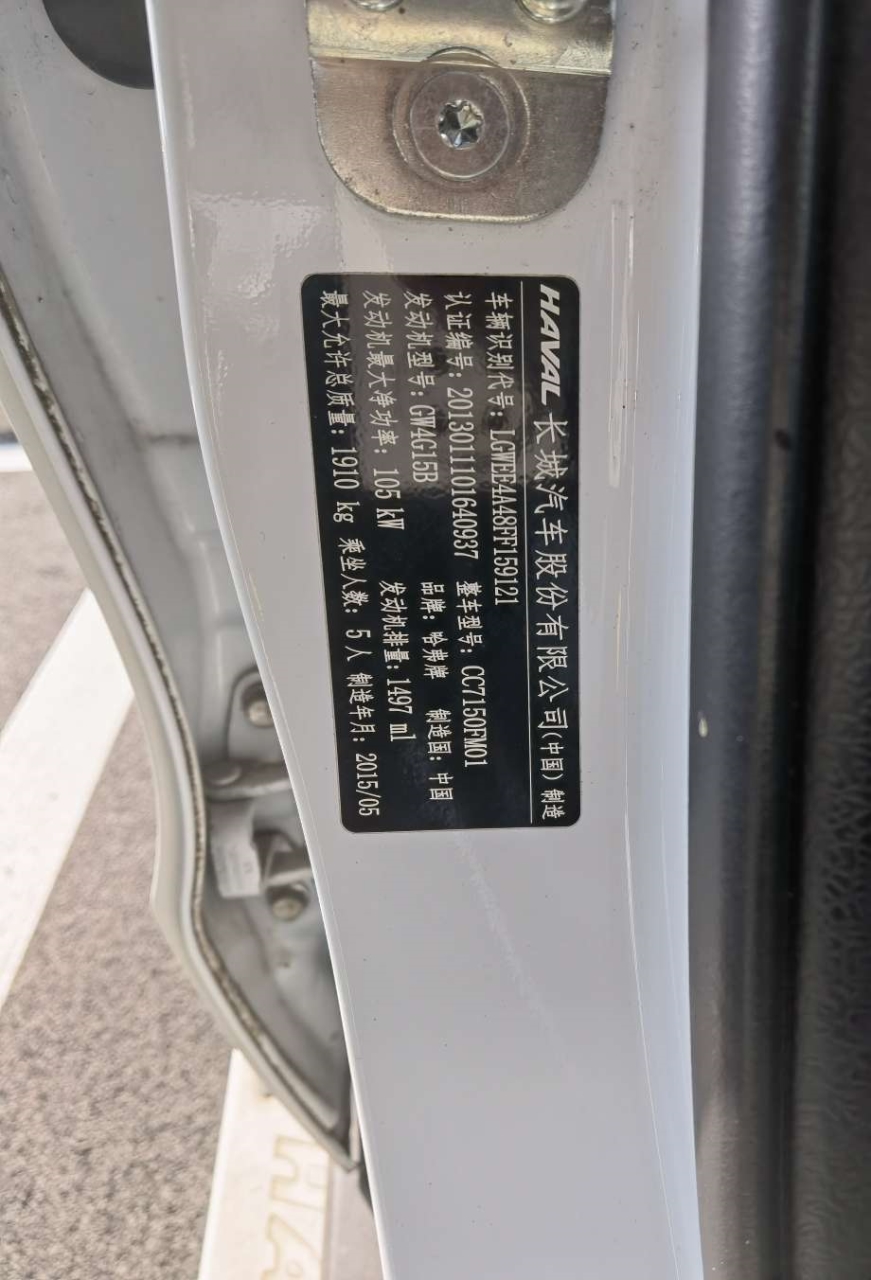 HAVAL 长城汽车股份有限公司(中国) 制造
车辆识别代号: LGWEE4A48FF159121
认证编号: 2013011101640937 整车型号: CC7150FM01
发动机型号: GW4G15B 品牌: 哈弗牌 制造国: 中国
发动机最大净功率: 105 kW 发动机排量: 1497 ml
最大允许总质量: 1910 kg 乘坐人数: 5 人 制造年月: 2015/05